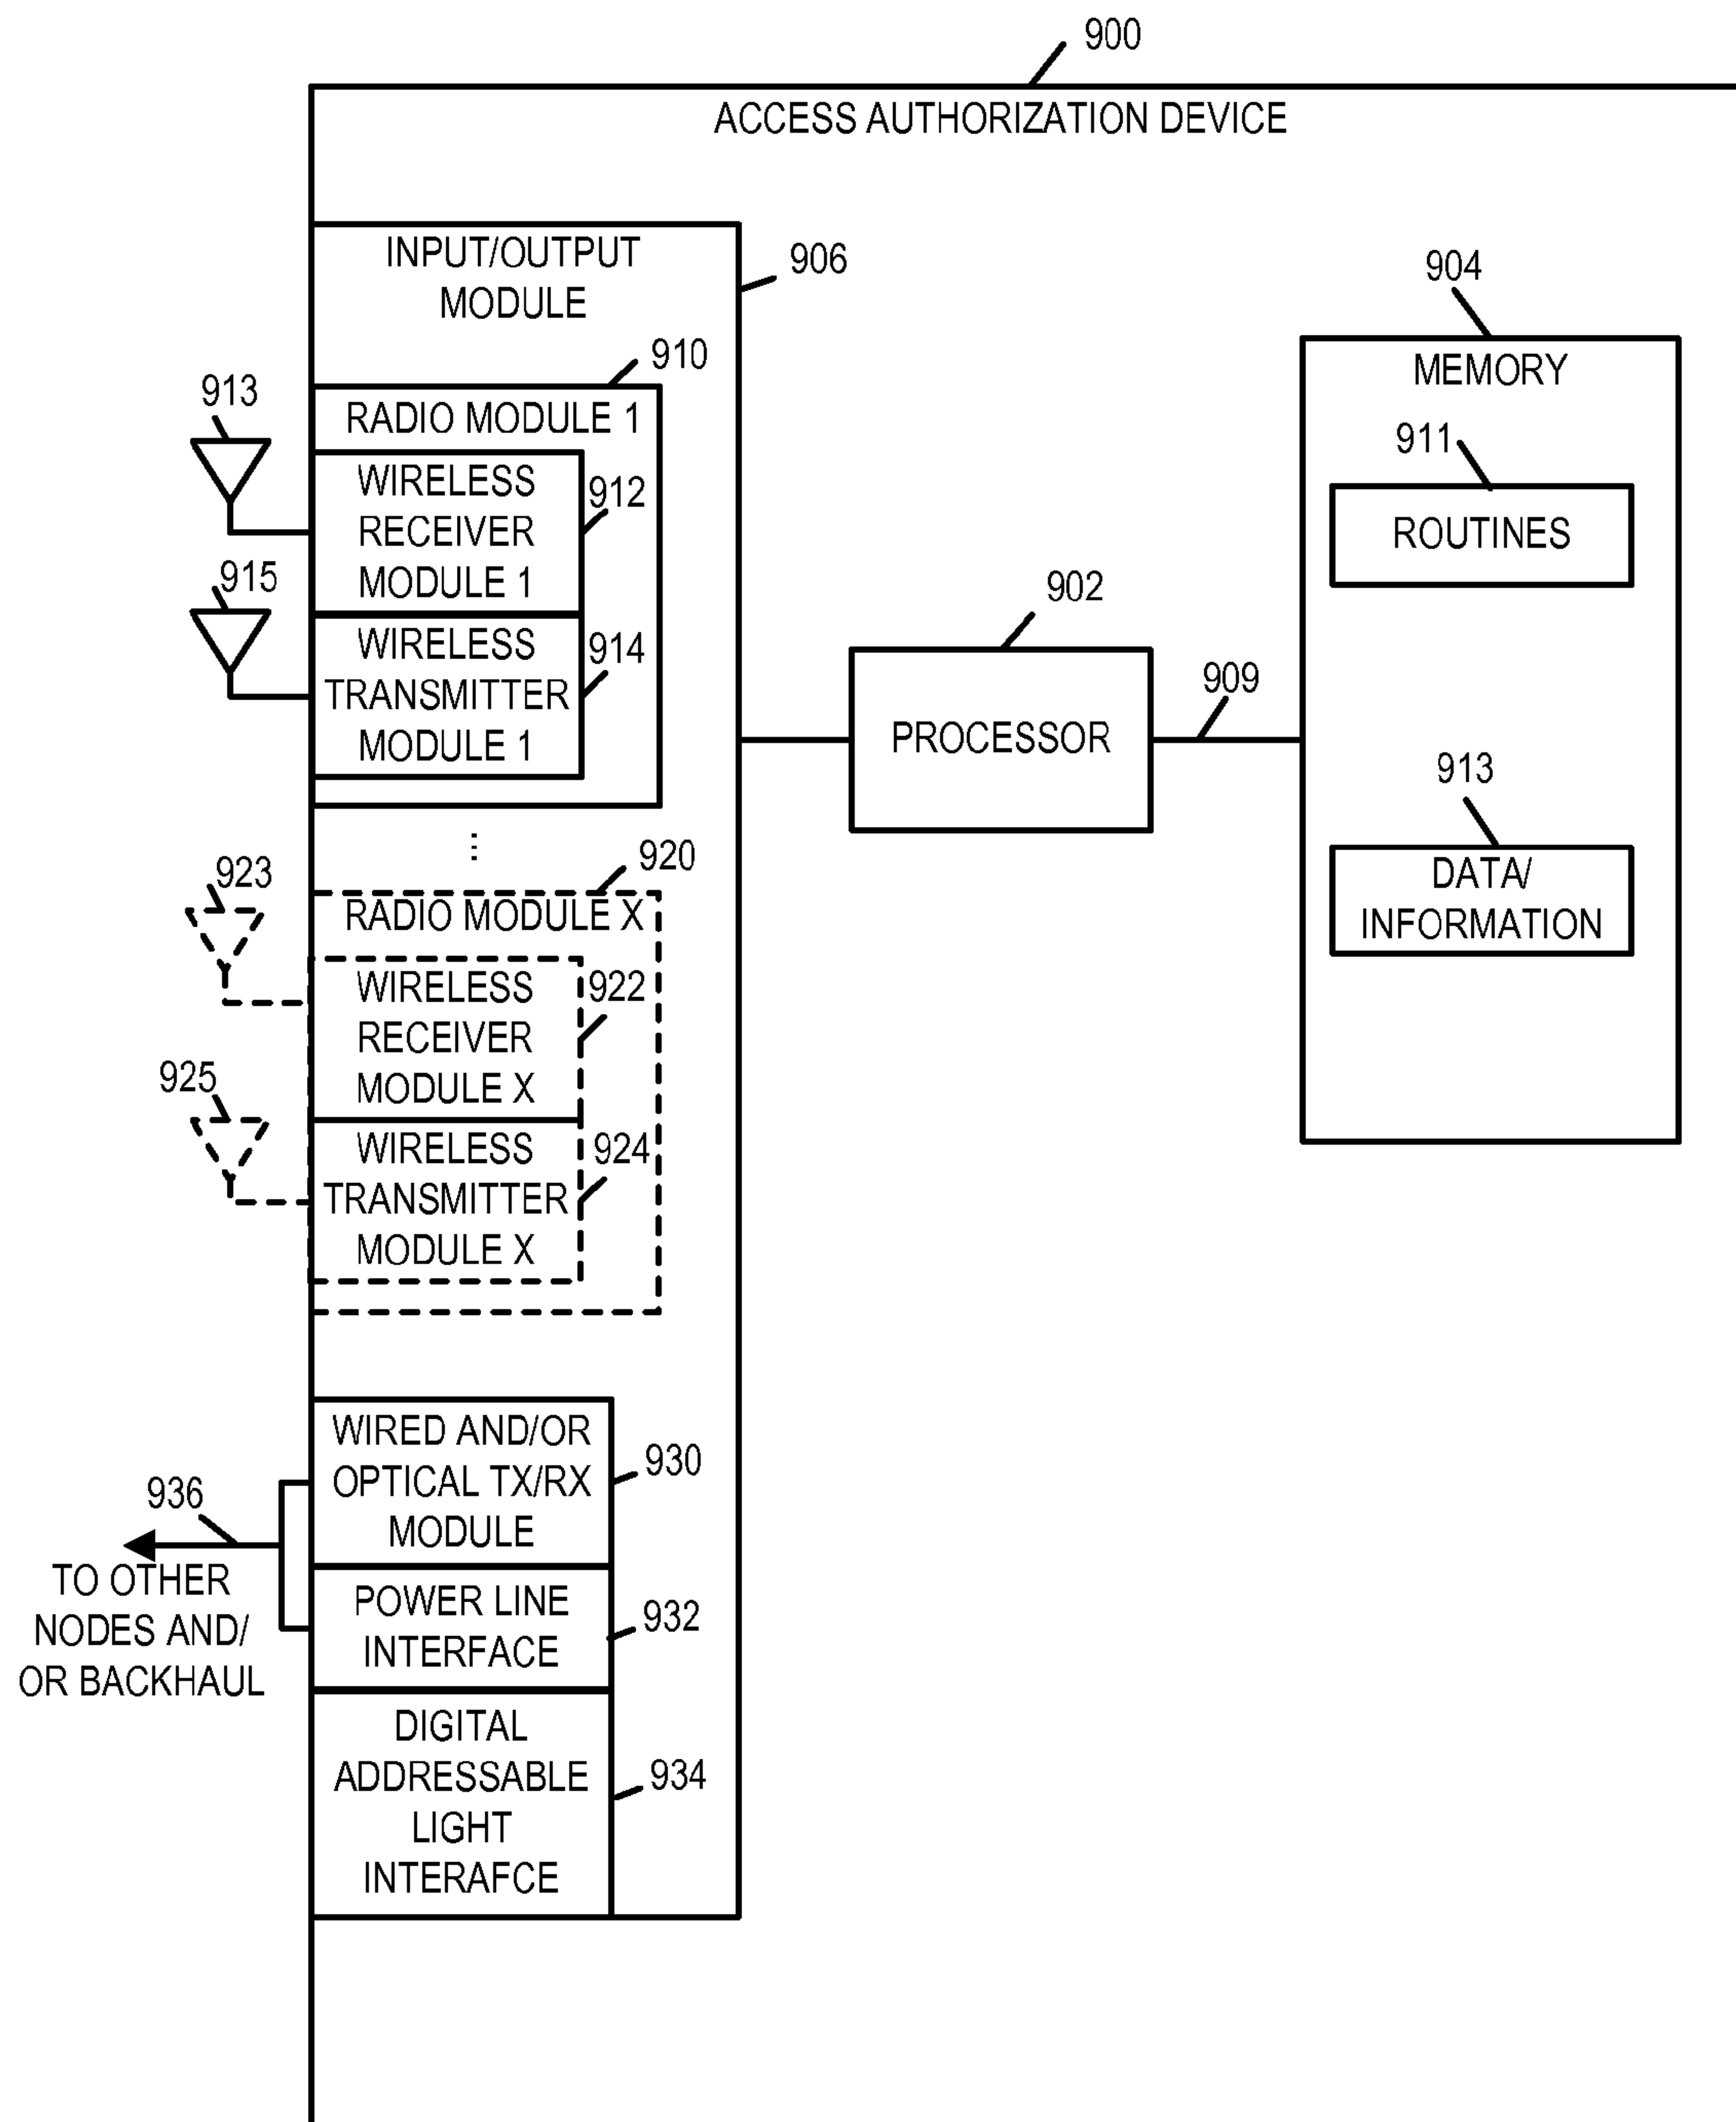 900
ACCESS AUTHORIZATION DEVICE
INPUT/OUTPUT
MODULE
906
904
MEMORY
910
RADIO MODULE 1
913
WIRELESS
RECEIVER
MODULE 1
912
915
WIRELESS
TRANSMITTER
MODULE 1
914
911
ROUTINES
902
PROCESSOR
909
913
DATA/
INFORMATION
...
920
RADIO MODULE X
923
WIRELESS
RECEIVER
MODULE X
922
925
WIRELESS
TRANSMITTER
MODULE X
924
WIRED AND/OR
OPTICAL TX/RX
MODULE
930
936
TO OTHER
NODES AND/
OR BACKHAUL
POWER LINE
INTERFACE
932
DIGITAL
ADDRESSABLE
LIGHT
INTERAFCE
934